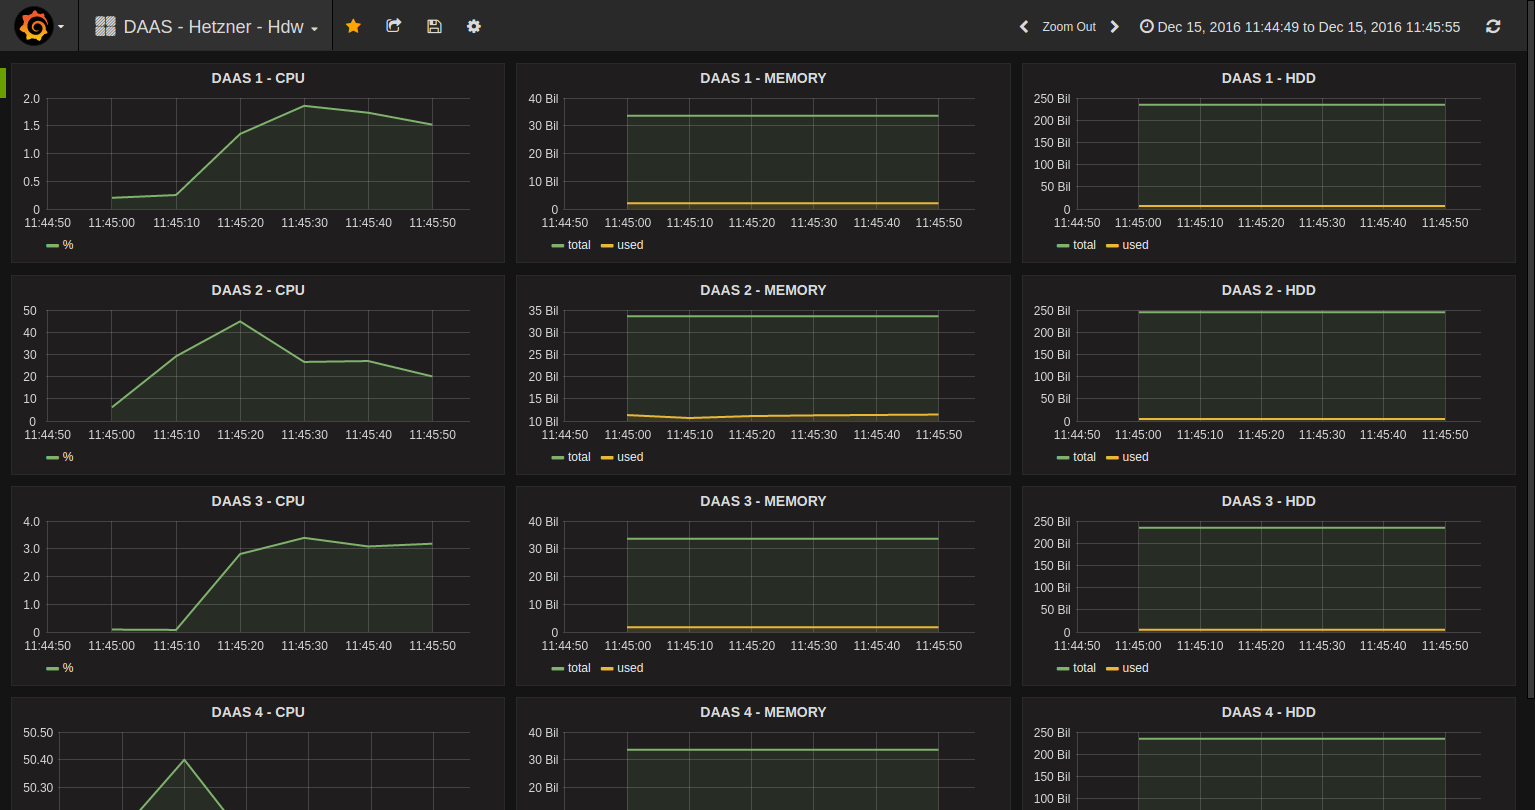 DAAS - Hetzner - Hdw
Zoom Out
Dec 15, 2016 11:44:49 to Dec 15, 2016 11:45:55
DAAS 1 - CPU
2.0
1.5
1.0
0.5
0
11:44:50 11:45:00 11:45:10 11:45:20 11:45:30 11:45:40 11:45:50
%
DAAS 1 - MEMORY
40 Bil
30 Bil
20 Bil
10 Bil
0
11:44:50 11:45:00 11:45:10 11:45:20 11:45:30 11:45:40 11:45:50
total used
DAAS 1 - HDD
250 Bil
200 Bil
150 Bil
100 Bil
50 Bil
0
11:44:50 11:45:00 11:45:10 11:45:20 11:45:30 11:45:40 11:45:50
total used
DAAS 2 - CPU
50
40
30
20
10
0
11:44:50 11:45:00 11:45:10 11:45:20 11:45:30 11:45:40 11:45:50
%
DAAS 2 - MEMORY
35 Bil
30 Bil
25 Bil
20 Bil
15 Bil
10 Bil
11:44:50 11:45:00 11:45:10 11:45:20 11:45:30 11:45:40 11:45:50
total used
DAAS 2 - HDD
250 Bil
200 Bil
150 Bil
100 Bil
50 Bil
0
11:44:50 11:45:00 11:45:10 11:45:20 11:45:30 11:45:40 11:45:50
total used
DAAS 3 - CPU
4.0
3.0
2.0
1.0
0
11:44:50 11:45:00 11:45:10 11:45:20 11:45:30 11:45:40 11:45:50
%
DAAS 3 - MEMORY
40 Bil
30 Bil
20 Bil
10 Bil
0
11:44:50 11:45:00 11:45:10 11:45:20 11:45:30 11:45:40 11:45:50
total used
DAAS 3 - HDD
250 Bil
200 Bil
150 Bil
100 Bil
50 Bil
0
11:44:50 11:45:00 11:45:10 11:45:20 11:45:30 11:45:40 11:45:50
total used
DAAS 4 - CPU
50.50
50.40
50.30
DAAS 4 - MEMORY
40 Bil
30 Bil
20 Bil
DAAS 4 - HDD
250 Bil
200 Bil
150 Bil
100 Bil